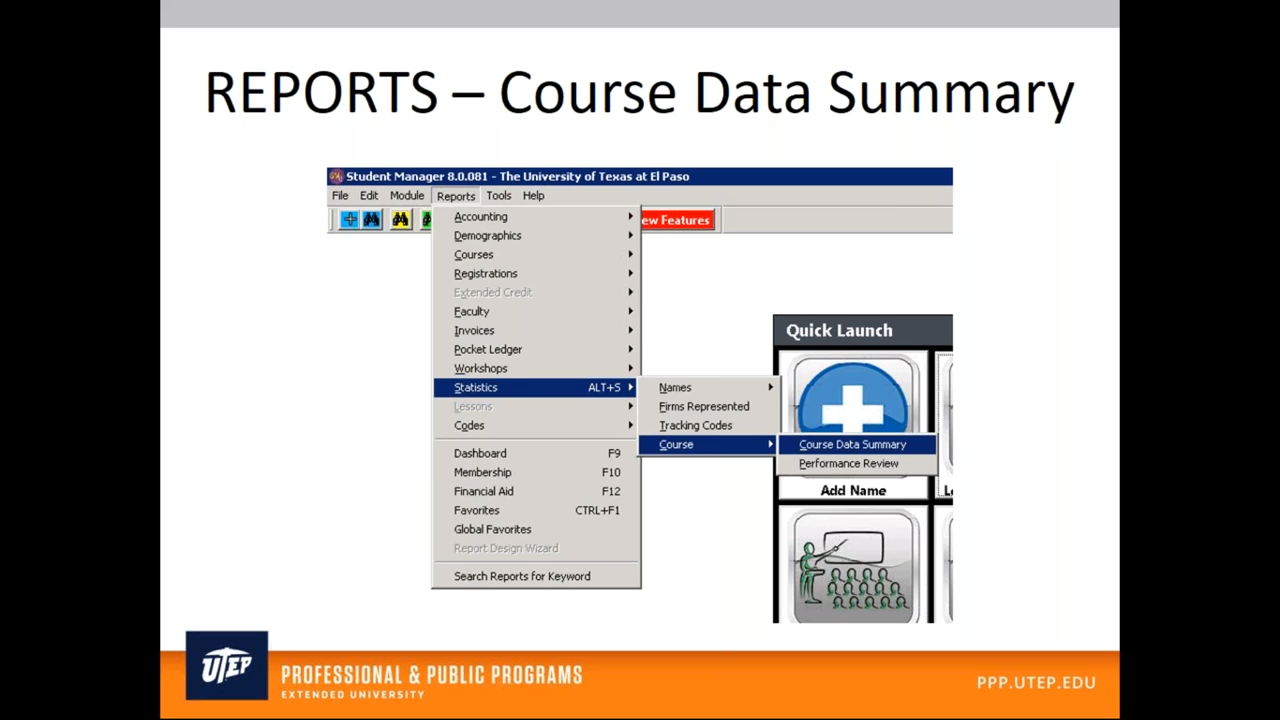 REPORTS – Course Data Summary
Student Manager 8.0.081 - The University of Texas at El Paso
File Edit Module Reports Tools Help
ew Features
Accounting
Demographics
Courses
Registrations
Extended Credit
Faculty
Invoices
Pocket Ledger
Workshops
Statistics ALT+S
Lessons
Codes
Dashboard F9
Membership F10
Financial Aid F12
Favorites CTRL+F1
Global Favorites
Report Design Wizard
Search Reports for Keyword
Names
Firms Represented
Tracking Codes
Course
Course Data Summary
Performance Review
Quick Launch
Add Name
UTEP
PROFESSIONAL & PUBLIC PROGRAMS
EXTENDED UNIVERSITY
PPP.UTEP.EDU